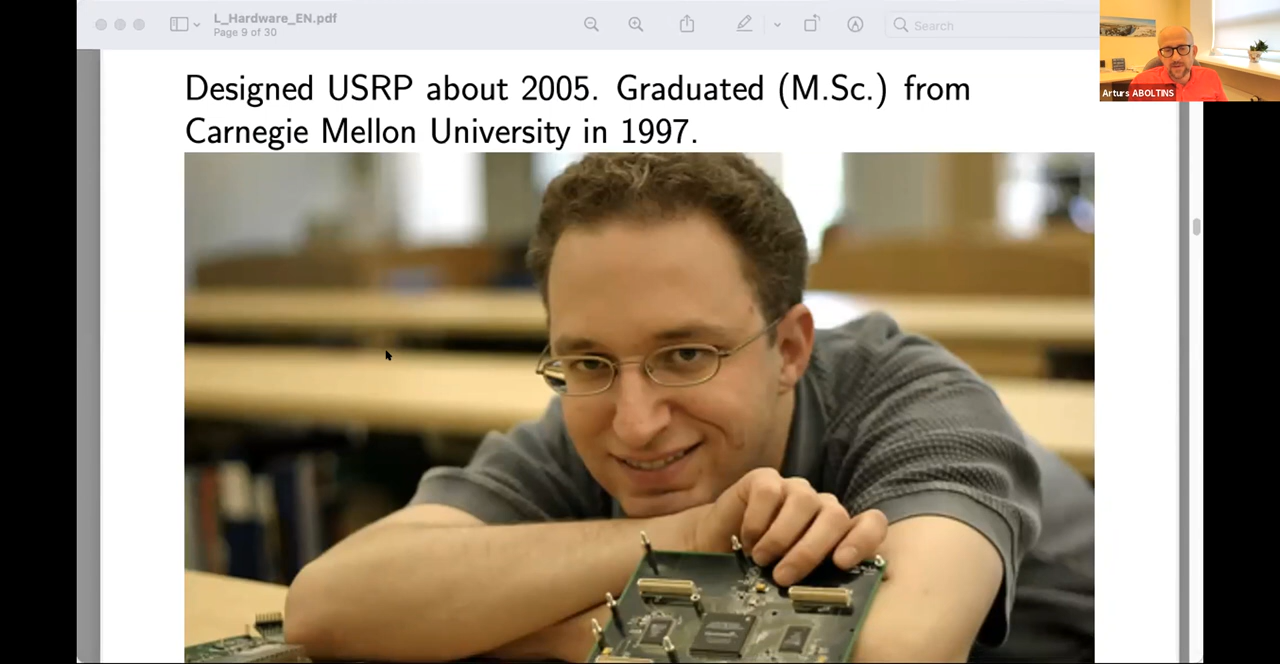 L_Hardware_EN.pdf
Page 9 of 30
Search
Designed USRP about 2005. Graduated (M.Sc.) from
Carnegie Mellon University in 1997.
Arturs ABOLTINS